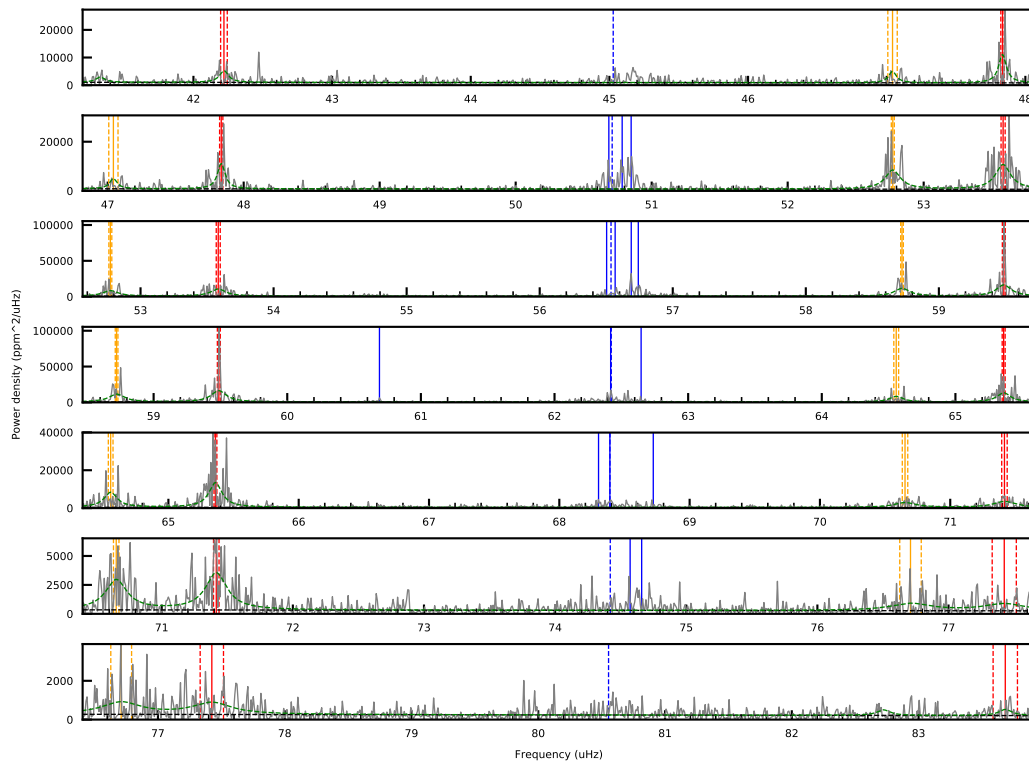 20000
10000
0
42 43 44 45 46 47 48
20000
0
47 48 49 50 51 52 53
100000
50000
0
53 54 55 56 57 58 59
100000
50000
0
59 60 61 62 63 64 65
40000
20000
0
65 66 67 68 69 70 71
5000
2500
0
71 72 73 74 75 76 77
2000
0
77 78 79 80 81 82 83
Power density (ppm^2/uHz)
Frequency (uHz)